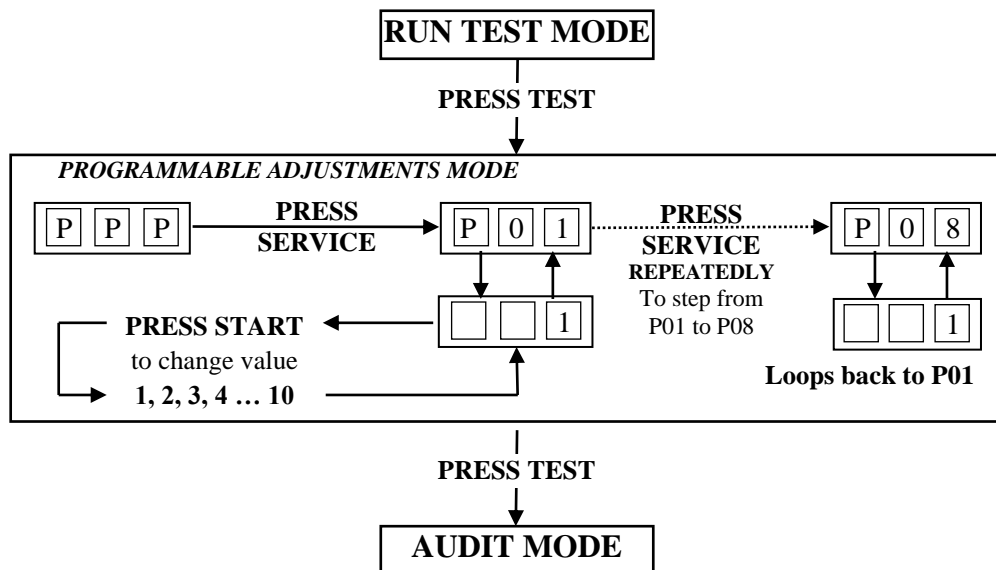 RUN TEST MODE
PRESS TEST
PROGRAMMABLE ADJUSTMENTS MODE
P P P
PRESS
SERVICE
P 0 1
PRESS
SERVICE
REPEATEDLY
To step from
P01 to P08
P 0 8
1
1
PRESS START
to change value
1, 2, 3, 4 … 10
Loops back to P01
PRESS TEST
AUDIT MODE